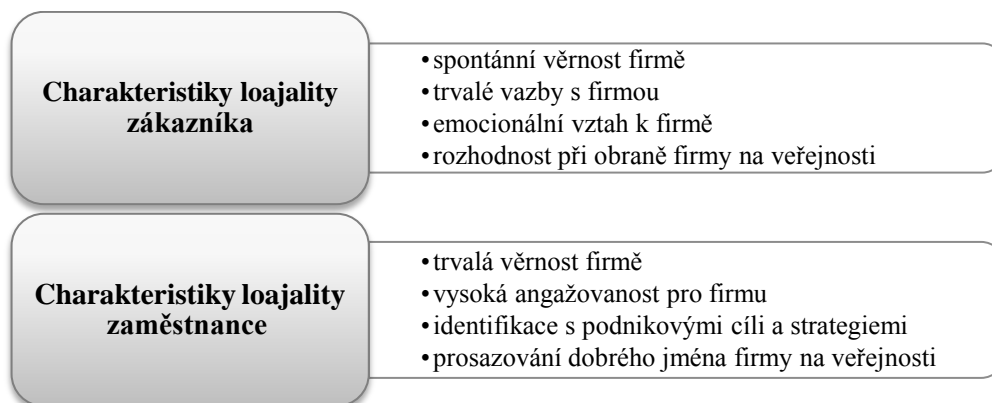 Charakteristiky loajality
zákazníka
•spontánní věrnost firmě
•trvalé vazby s firmou
•emocionální vztah k firmě
•rozhodnost při obraně firmy na veřejnosti
Charakteristiky loajality
zaměstnance
•trvalá věrnost firmě
•vysoká angažovanost pro firmu
•identifikace s podnikovými cíli a strategiemi
•prosazování dobrého jména firmy na veřejnosti